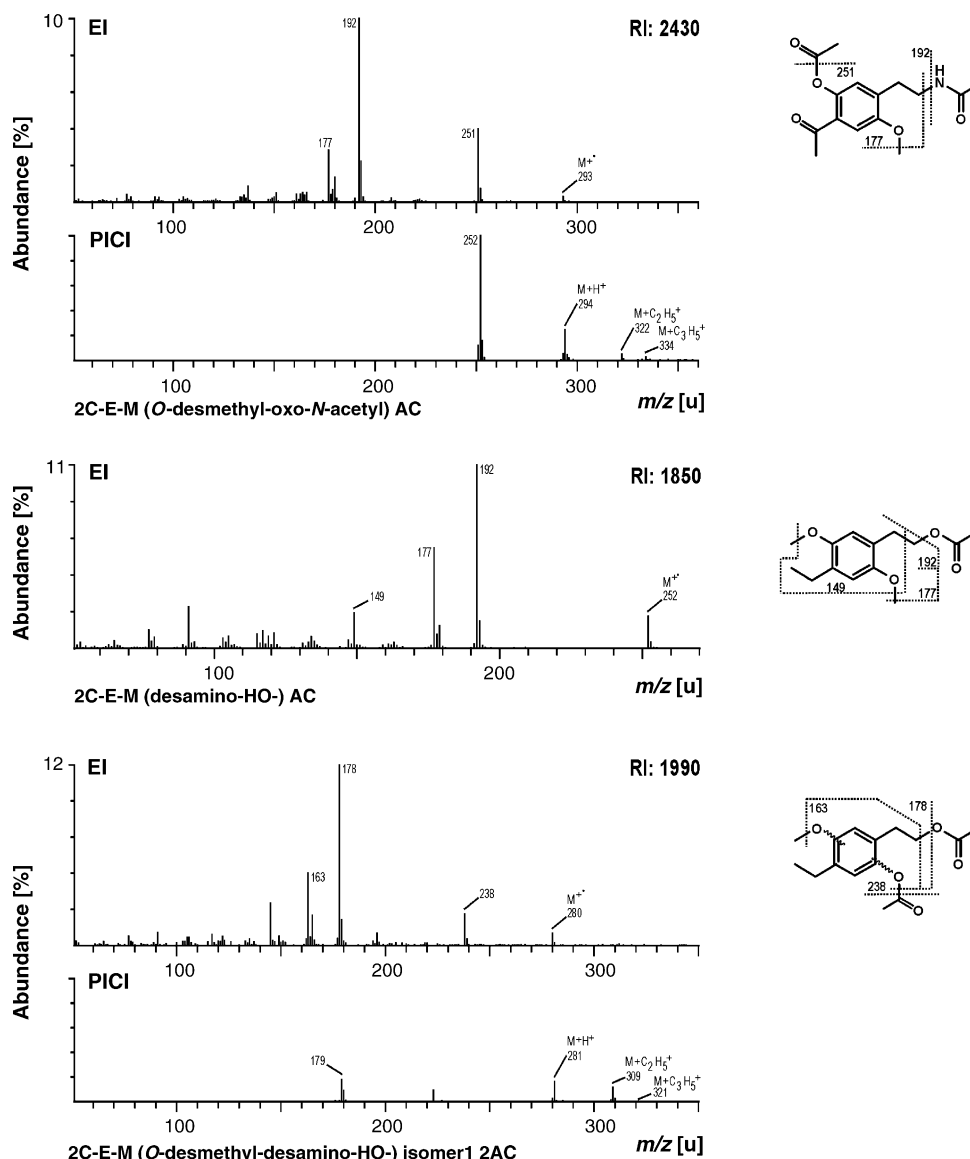 10
EI
RI: 2430
192
251
177
M+•
293
Abundance [%]
100
200
300
PICI
252
M+H+
294
M+C2H5+
322
M+C3H5+
334
100
200
300
m/z [u]
2C-E-M (O-desmethyl-oxo-N-acetyl) AC
O
251
192
H
N
O
O
O
O
177
11
EI
RI: 1850
192
177
149
M+•
252
Abundance [%]
100
200
m/z [u]
2C-E-M (desamino-HO-) AC
O
O
O
192
O
149
177
12
EI
RI: 1990
178
163
238
M+•
280
Abundance [%]
100
200
300
PICI
179
M+H+
281
M+C2H5+
309
M+C3H5+
321
100
200
300
m/z [u]
2C-E-M (O-desmethyl-desamino-HO-) isomer1 2AC
163
178
O
O
O
O
238
O